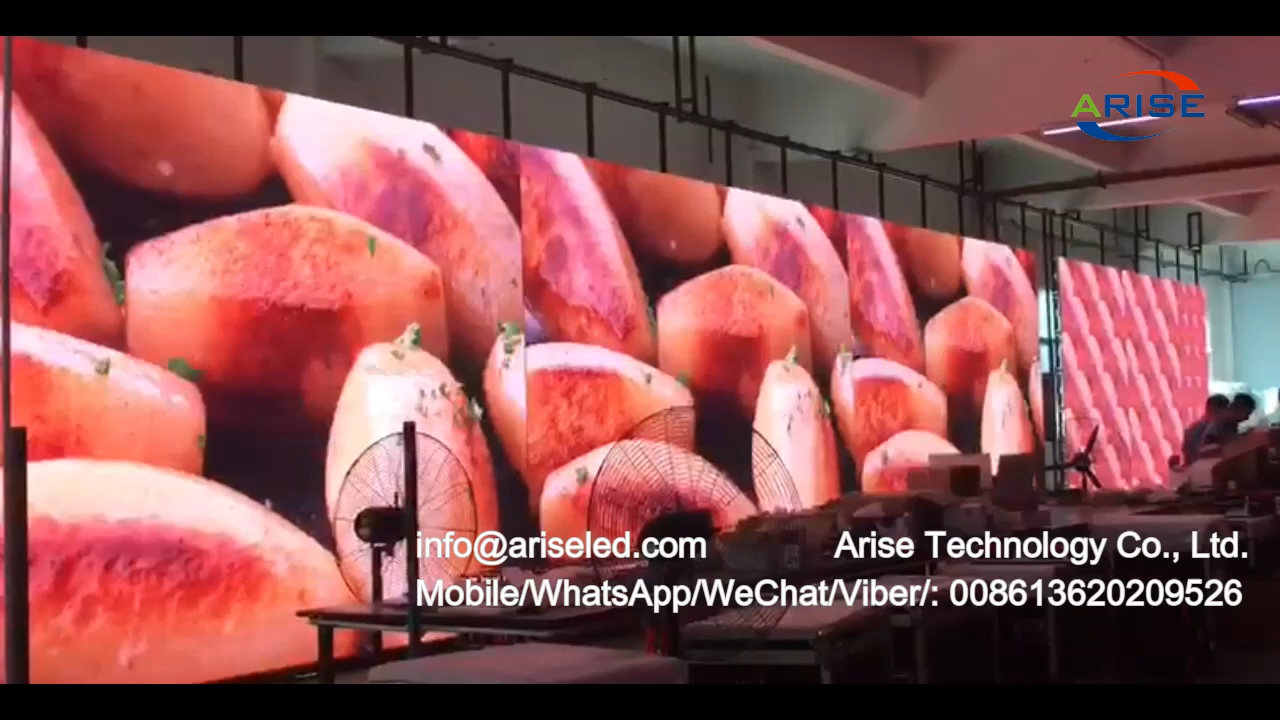 ARISE
info@ariseled.com Arise Technology Co., Ltd.
Mobile/WhatsApp/WeChat/Viber/: 008613620209526